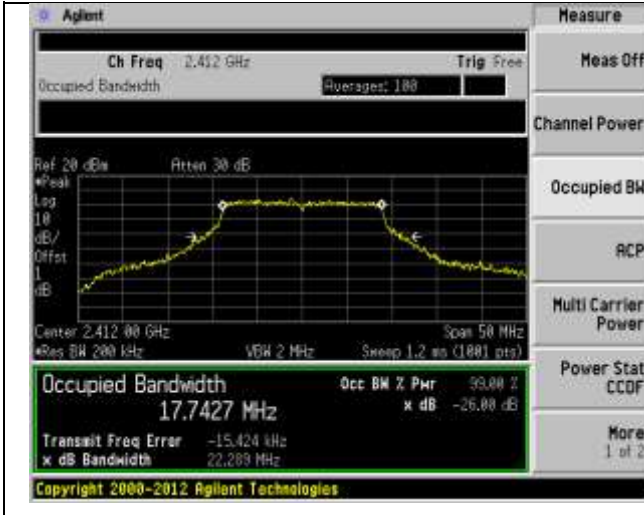 Agilent
Measure
Ch Freq 2.412 GHz Trig Free
Occupied Bandwidth Averages: 100
Meas Off
Channel Power
Occupied BW
ACP
Multi Carrier
Power
Power Stat
CCDF
More
1 of 2
Ref 20 dBm Atten 30 dB
#Peak
Log
10
dB/
Offst
1
dB
Center 2.412 00 GHz Span 50 MHz
#Res BW 200 kHz VBW 2 MHz Sweep 1.2 ms (1001 pts)
Occupied Bandwidth Occ BW % Pwr 99.00 %
17.7427 MHz x dB -26.00 dB
Transmit Freq Error -15.424 kHz
x dB Bandwidth 22.289 MHz
Copyright 2000-2012 Agilent Technologies